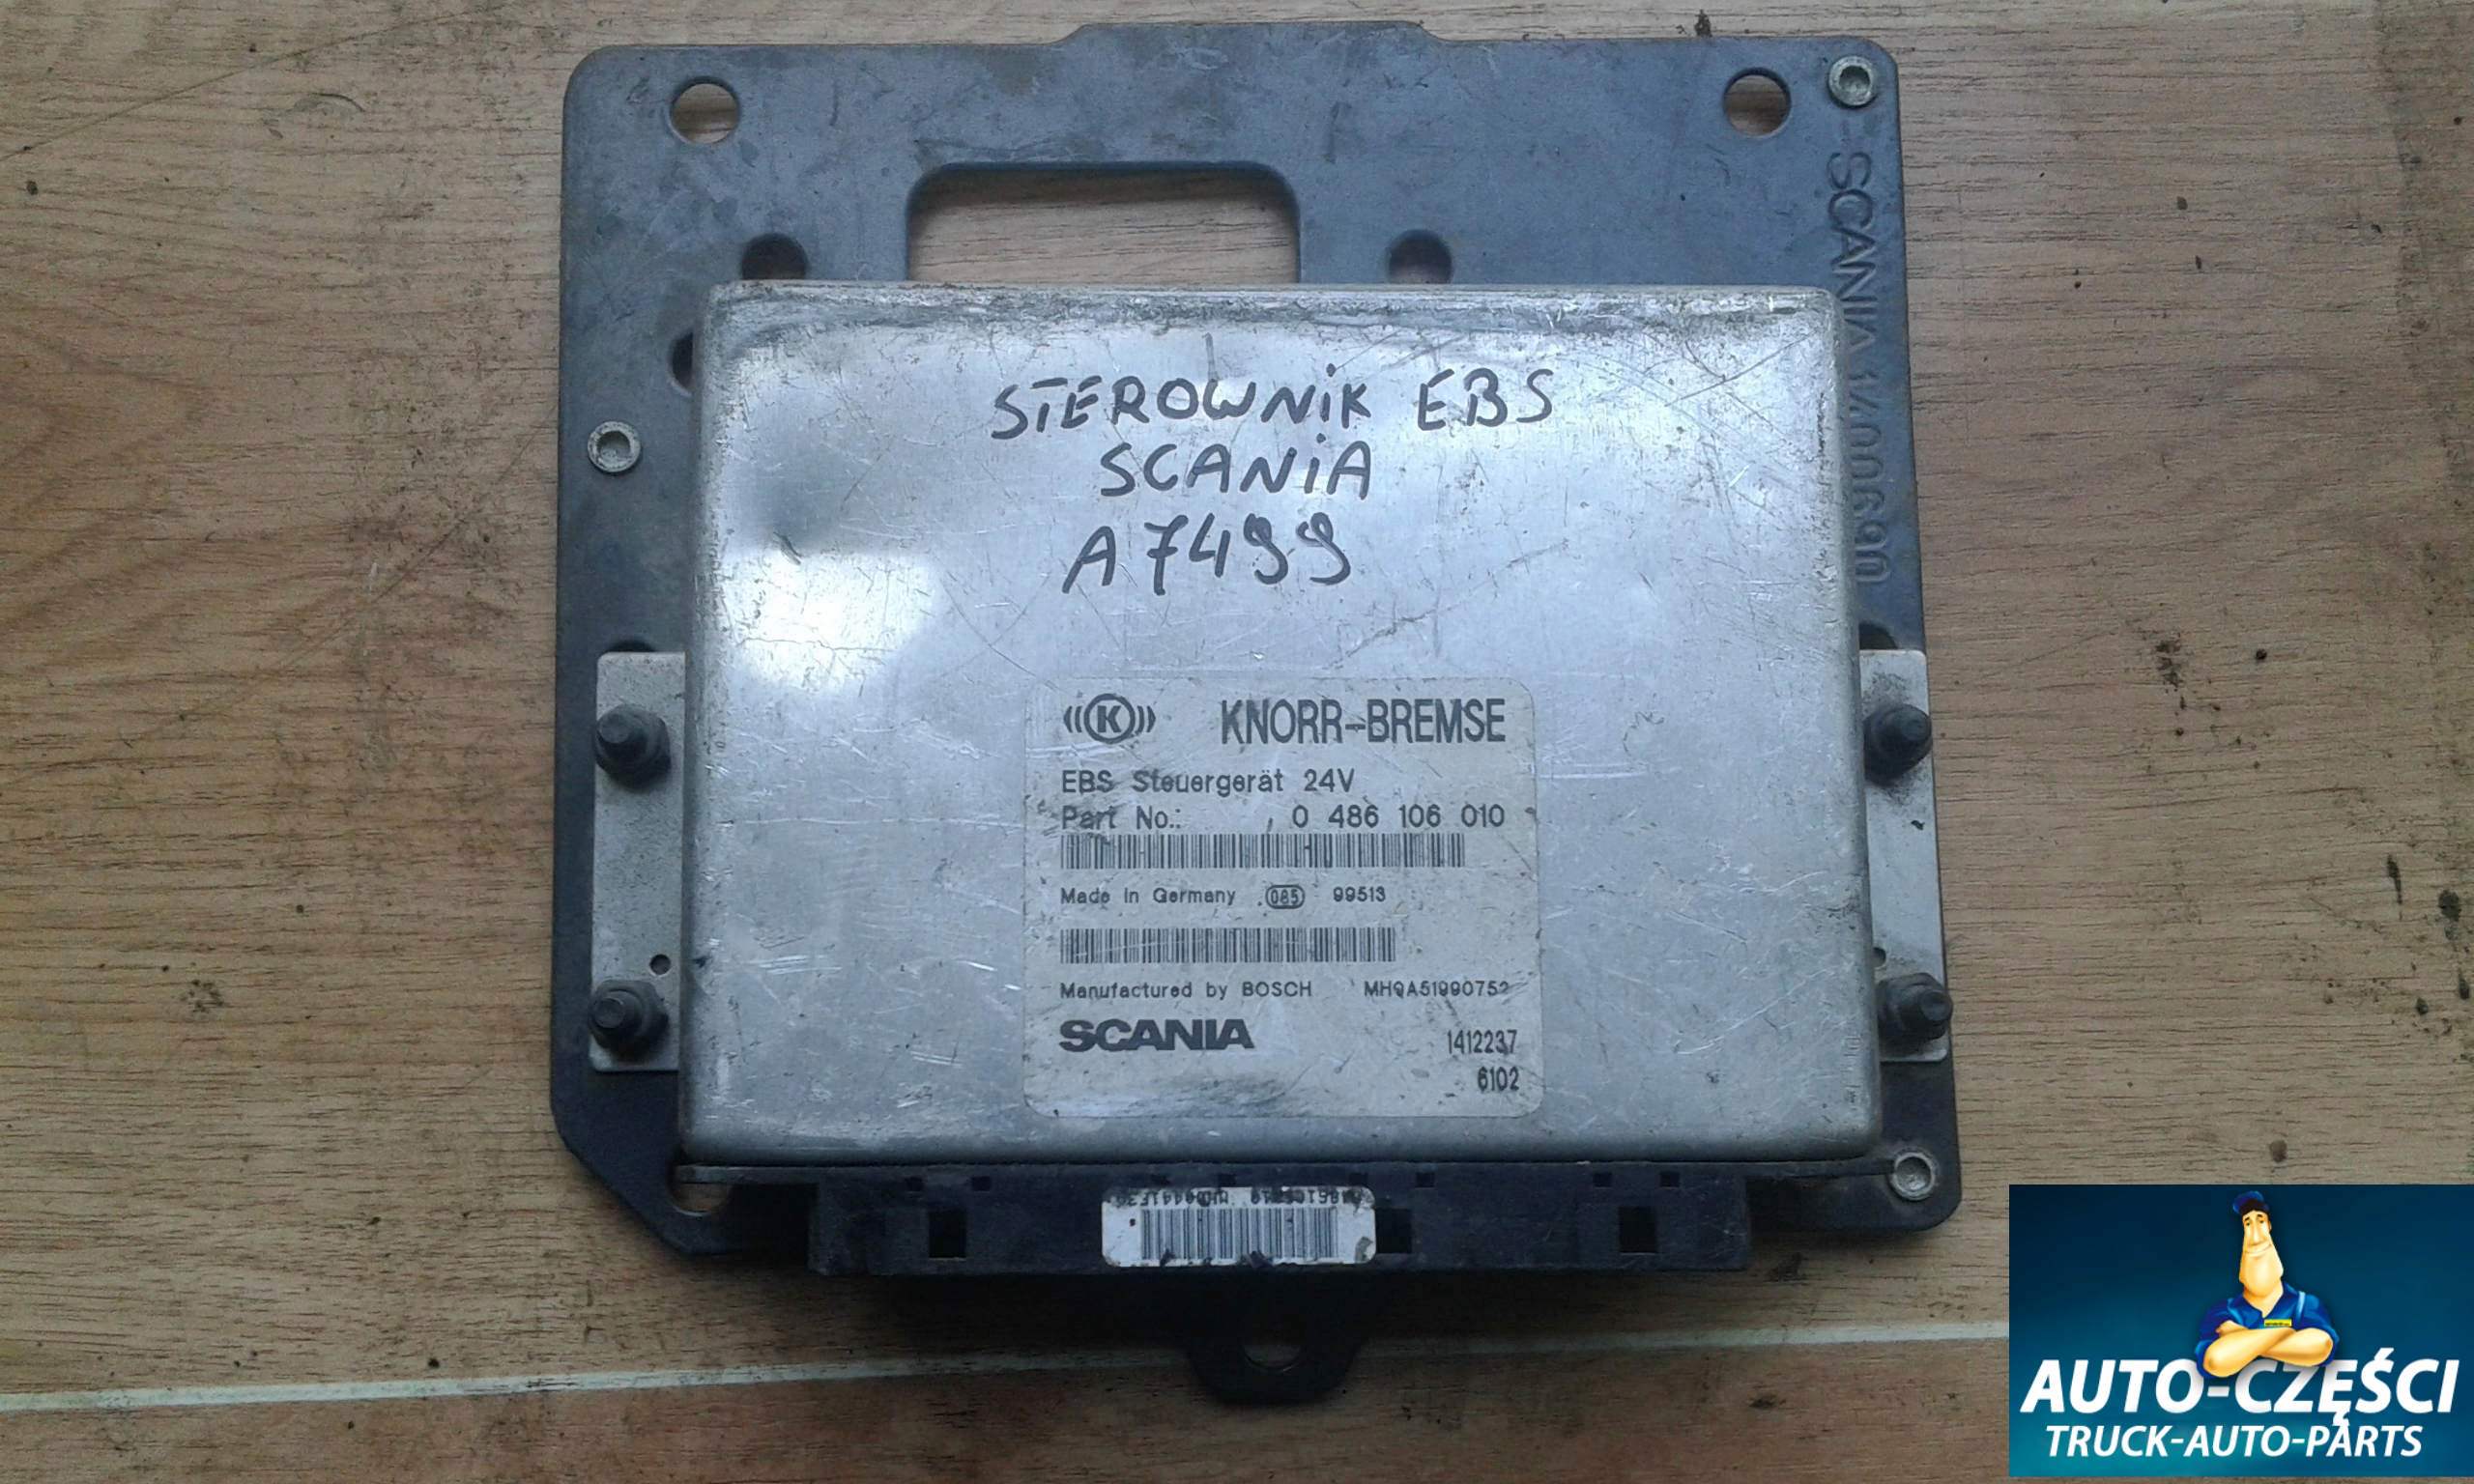 STEROWNIK EBS
SCANIA
A7499
SCANIA 1400690
K
KNORR-BREMSE
EBS Steuergerät 24V
Part No.: 0 486 106 010
Made in Germany 085 99513
Manufactured by BOSCH MHQA51990752
SCANIA 1412237
6102
AUTO-CZĘŚCI
TRUCK-AUTO-PARTS